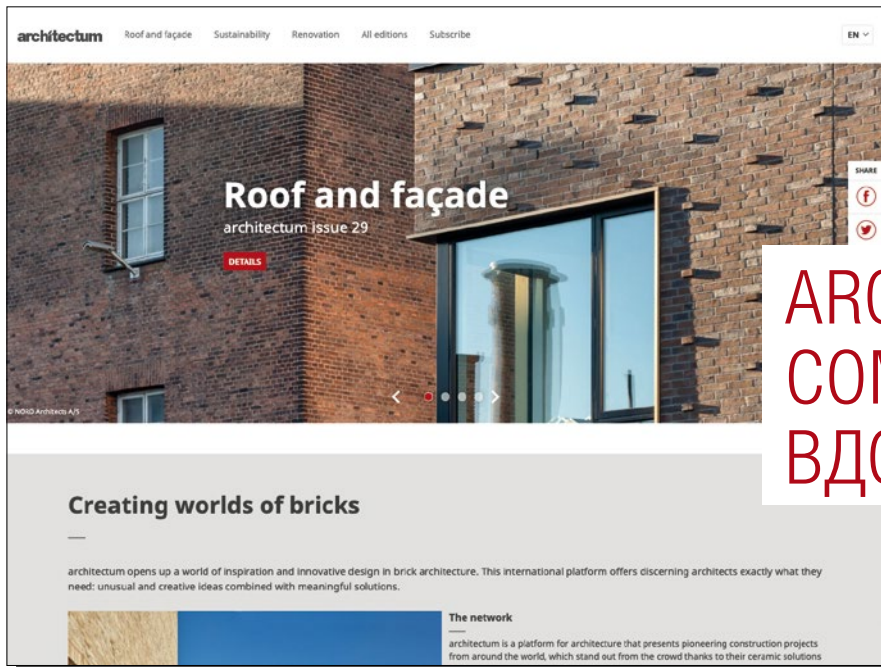 architectum
Roof and façade
Sustainability
Renovation
All editions
Subscribe
EN
SHARE
Roof and façade
architectum issue 29
DETAILS
© NORD Architects A/S
ARC
COM
ВДО
Creating worlds of bricks
architectum opens up a world of inspiration and innovative design in brick architecture. This international platform offers discerning architects exactly what they
need: unusual and creative ideas combined with meaningful solutions.
The network
architectum is a platform for architecture that presents pioneering construction projects
from around the world, which stand out from the crowd thanks to their ceramic solutions